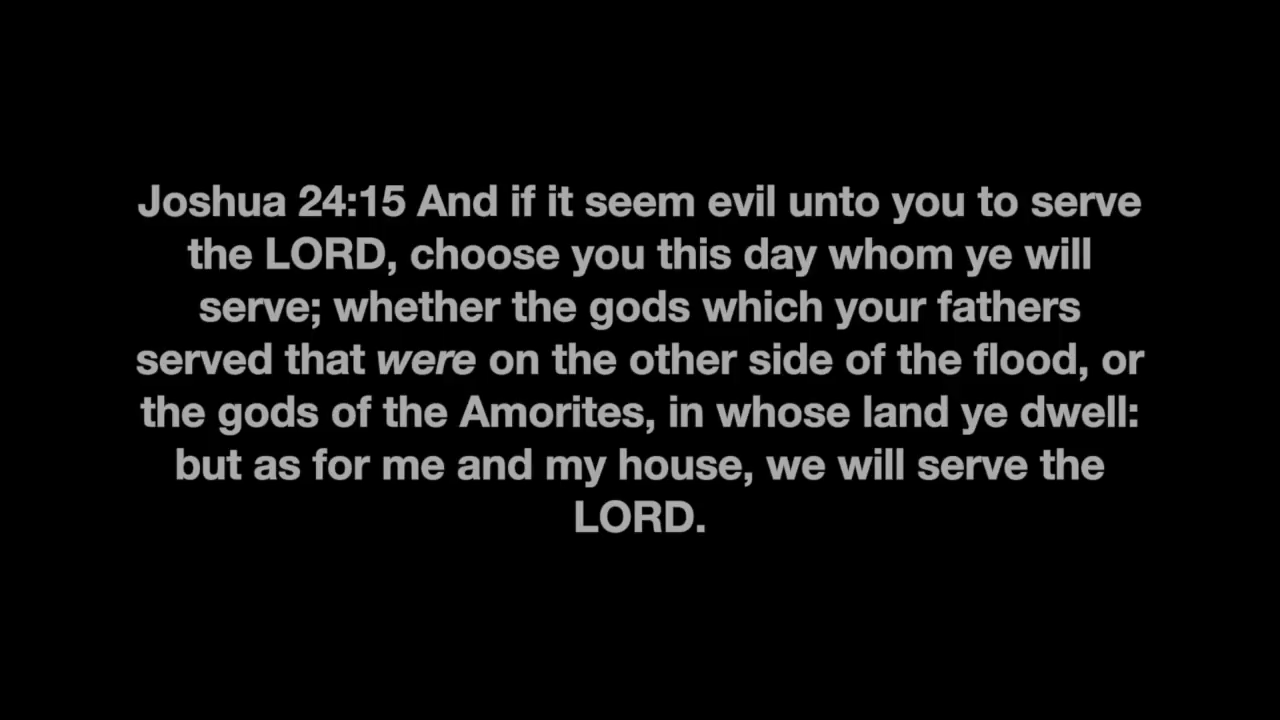 Joshua 24:15 And if it seem evil unto you to serve
the LORD, choose you this day whom ye will
serve; whether the gods which your fathers
served that were on the other side of the flood, or
the gods of the Amorites, in whose land ye dwell:
but as for me and my house, we will serve the
LORD.